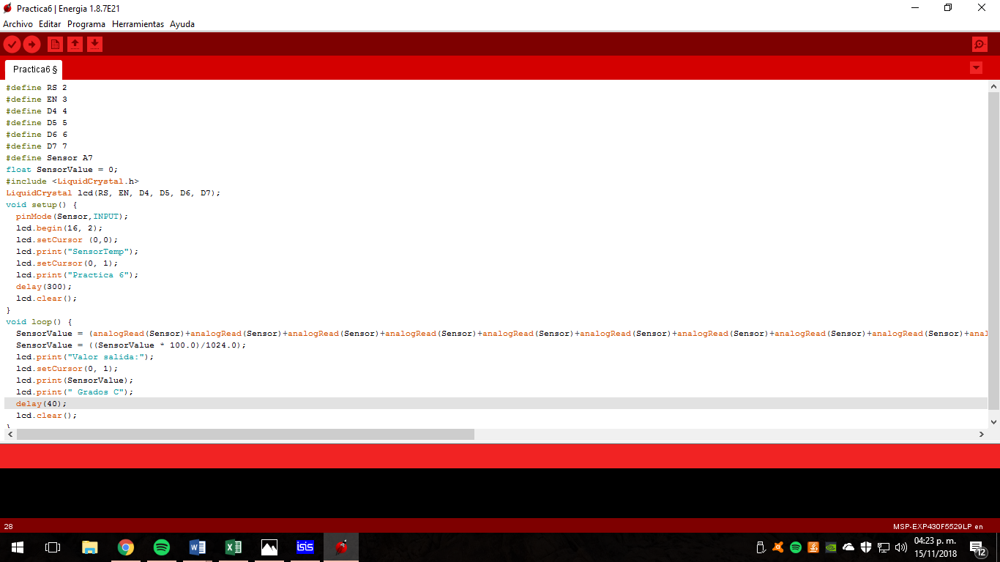 Practica6 | Energia 1.8.7E21
Archivo Editar Programa Herramientas Ayuda
Practica6 §
#define RS 2
#define EN 3
#define D4 4
#define D5 5
#define D6 6
#define D7 7
#define Sensor A7
float SensorValue = 0;
#include <LiquidCrystal.h>
LiquidCrystal lcd(RS, EN, D4, D5, D6, D7);
void setup() {
  pinMode(Sensor,INPUT);
  lcd.begin(16, 2);
  lcd.setCursor (0,0);
  lcd.print("SensorTemp");
  lcd.setCursor(0, 1);
  lcd.print("Practica 6");
  delay(300);
  lcd.clear();
}
void loop() {
  SensorValue = (analogRead(Sensor)+analogRead(Sensor)+analogRead(Sensor)+analogRead(Sensor)+analogRead(Sensor)+analogRead(Sensor)+analogRead(Sensor)+analogRead(Sensor)+analogRead(Sensor)+anal
  SensorValue = ((SensorValue * 100.0)/1024.0);
  lcd.print("Valor salida:");
  lcd.setCursor(0, 1);
  lcd.print(SensorValue);
  lcd.print(" Grados C");
  delay(40);
  lcd.clear();
}
28 MSP-EXP430F5529LP en
isis
04:23 p. m.
15/11/2018
12